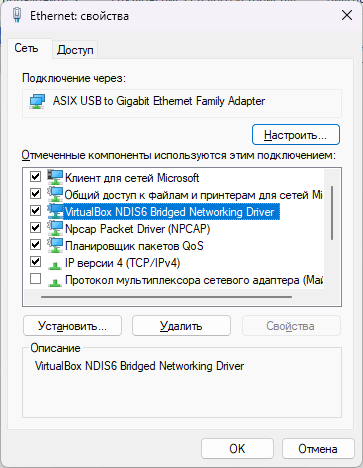 Ethernet: свойства
Сеть Доступ
Подключение через:
ASIX USB to Gigabit Ethernet Family Adapter
Настроить...
Отмеченные компоненты используются этим подключением:
Клиент для сетей Microsoft
Общий доступ к файлам и принтерам для сетей Mi
VirtualBox NDIS6 Bridged Networking Driver
Npcap Packet Driver (NPCAP)
Планировщик пакетов QoS
IP версии 4 (TCP/IPv4)
Протокол мультиплексора сетевого адаптера (Май
Установить... Удалить Свойства
Описание
VirtualBox NDIS6 Bridged Networking Driver
OK Отмена